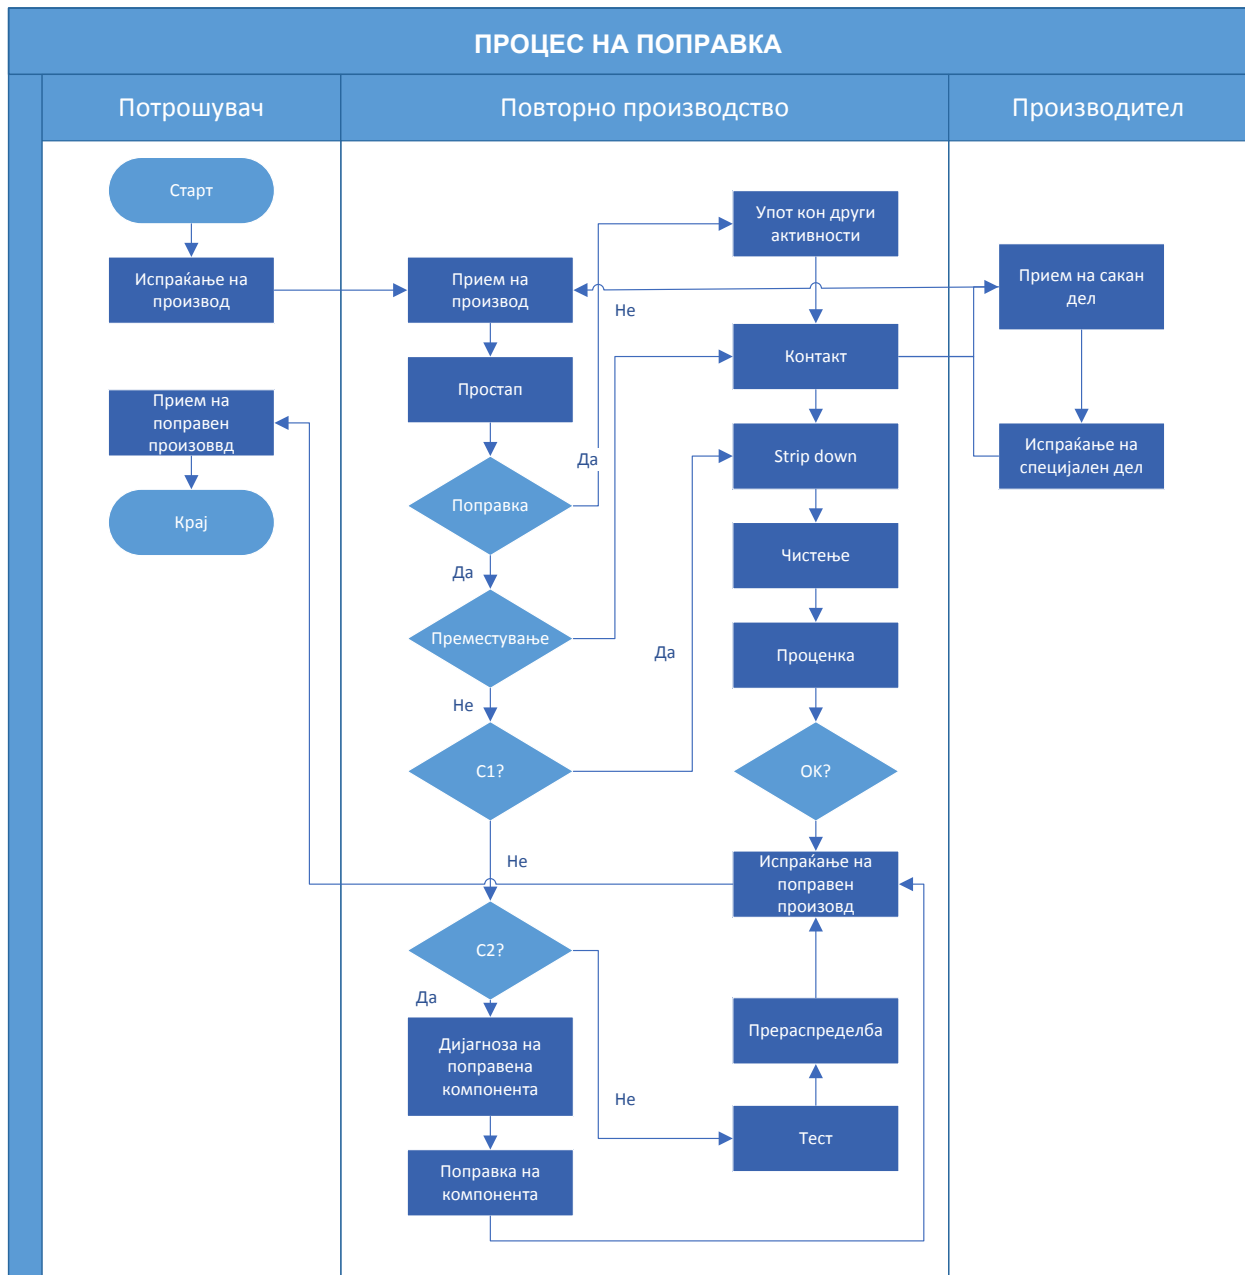 ПРОЦЕС НА ПОПРАВКА
Потрошувач
Повторно производство
Производител
Старт
Испраќање на
производ
Прием на
поправен
произоввд
Крај
Прием на
производ
Простап
Поправка
Да
Да
Преместување
Не
C1?
Да
Не
C2?
Да
Не
Дијагноза на
поправена
компонента
Поправка на
компонента
Упот кон други
активности
Не
Контакт
Strip down
Чистење
Проценка
OK?
Испраќање на
поправен
произовд
Прераспределба
Тест
Прием на сакан
дел
Испраќање на
специјален дел